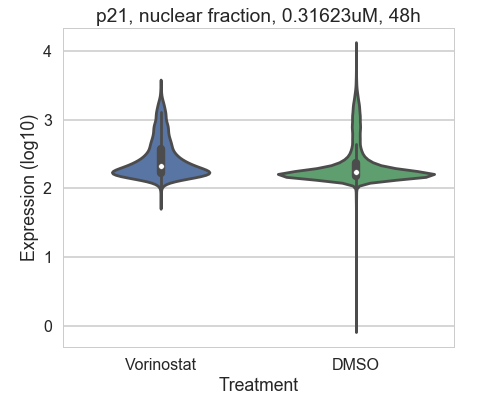 p21, nuclear fraction, 0.31623uM, 48h
4
3
2
1
0
Expression (log10)
Vorinostat
DMSO
Treatment